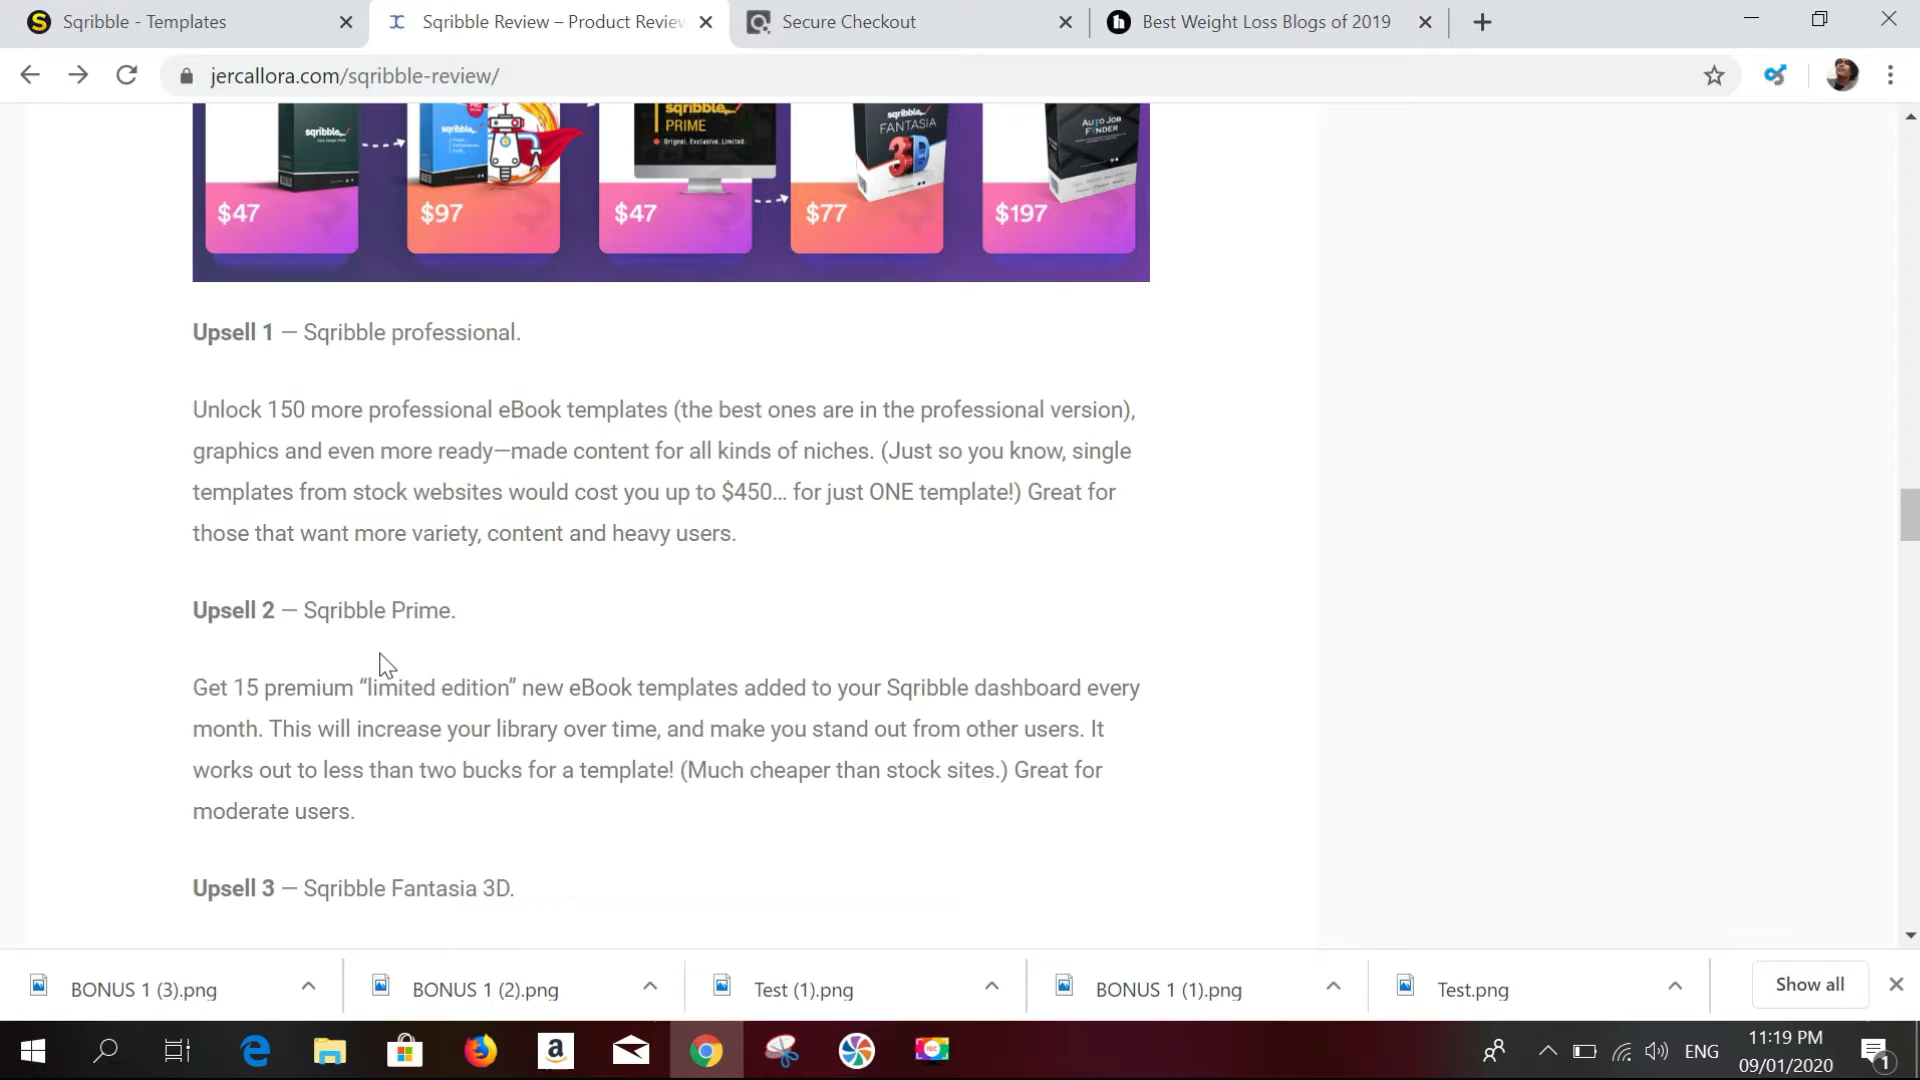 Sqribble - Templates
Sqribble Review – Product Review
Secure Checkout
Best Weight Loss Blogs of 2019
jercallora.com/sqribble-review/
sqribble
sqribble
sqribble
PRIME
Orignal. Exclusive. Limited.
sqribble
FANTASIA
3D
AUTO JOB
FINDER
$47
$97
$47
$77
$197
Upsell 1 — Sqribble professional.
Unlock 150 more professional eBook templates (the best ones are in the professional version),
graphics and even more ready—made content for all kinds of niches. (Just so you know, single
templates from stock websites would cost you up to $450… for just ONE template!) Great for
those that want more variety, content and heavy users.
Upsell 2 — Sqribble Prime.
Get 15 premium “limited edition” new eBook templates added to your Sqribble dashboard every
month. This will increase your library over time, and make you stand out from other users. It
works out to less than two bucks for a template! (Much cheaper than stock sites.) Great for
moderate users.
Upsell 3 — Sqribble Fantasia 3D.
BONUS 1 (3).png
BONUS 1 (2).png
Test (1).png
BONUS 1 (1).png
Test.png
Show all
ENG
11:19 PM
09/01/2020
1